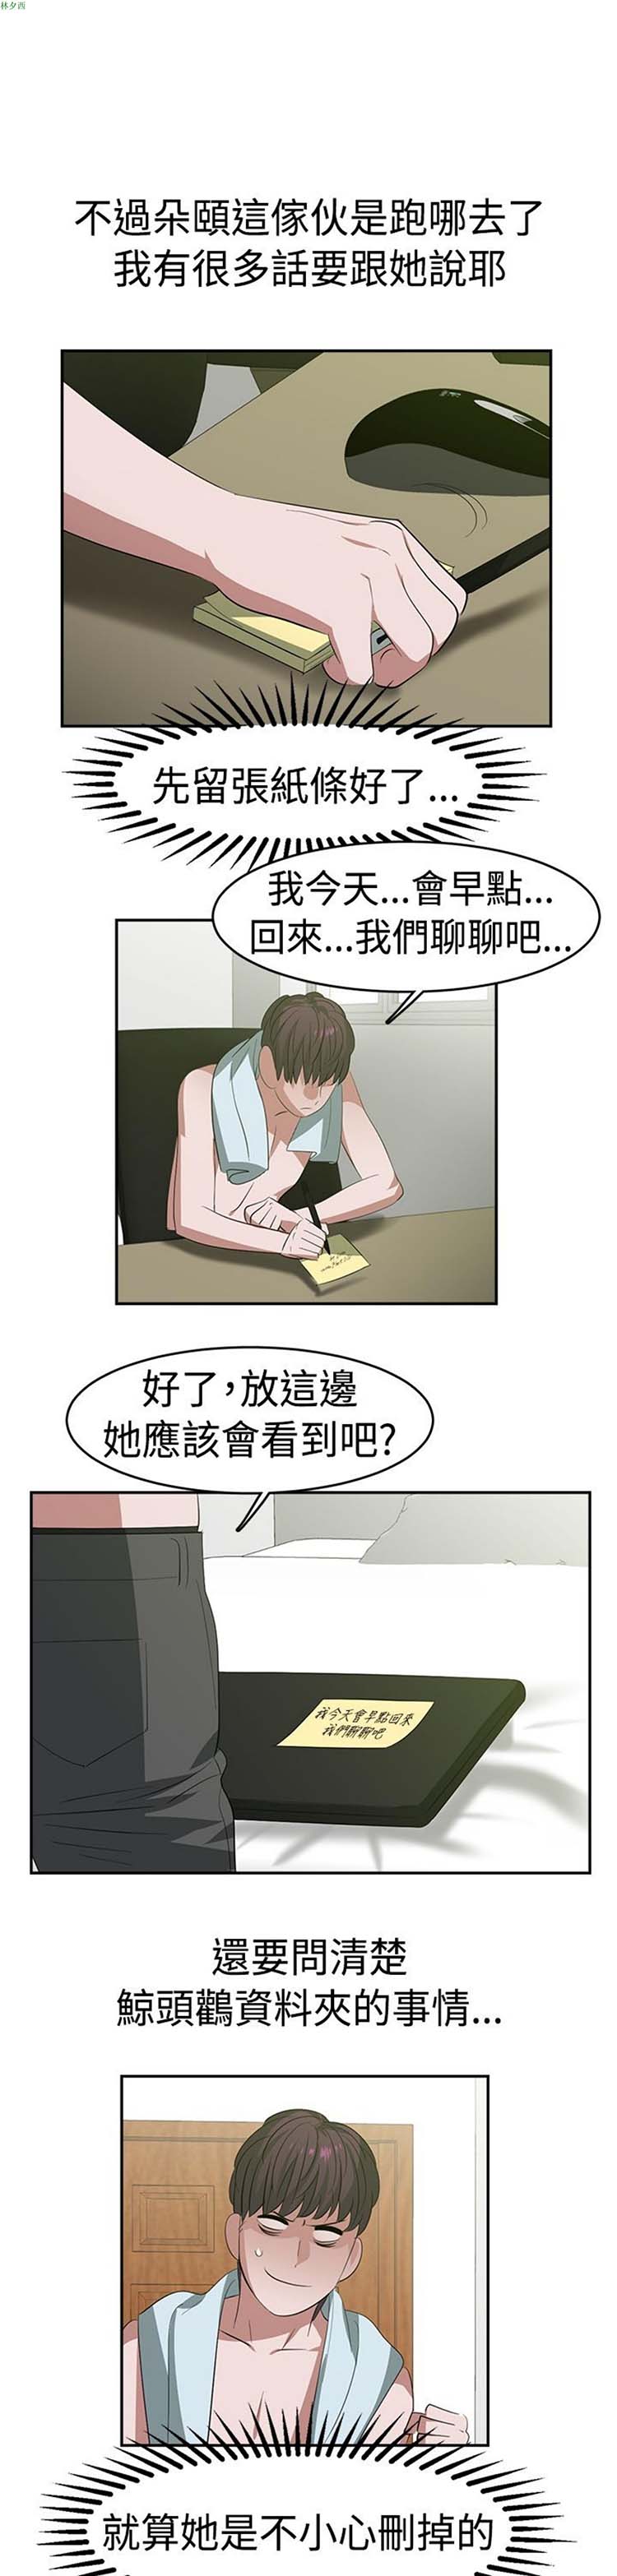 林夕西
不過朵頤這傢伙是跑哪去了
我有很多話要跟她說耶
先留張紙條好了...
我今天...會早點...
回來...我們聊聊吧...
好了,放這邊
她應該會看到吧?
我今天會早點回來
我們聊聊吧
還要問清楚
鯨頭鸛資料夾的事情...
就算她是不小心刪掉的